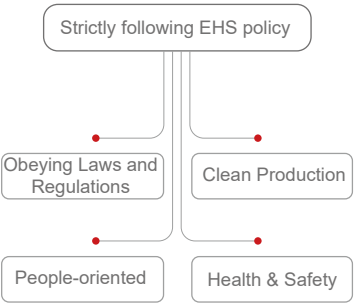 Strictly following EHS policy
Obeying Laws and
Regulations
Clean Production
People-oriented
Health & Safety